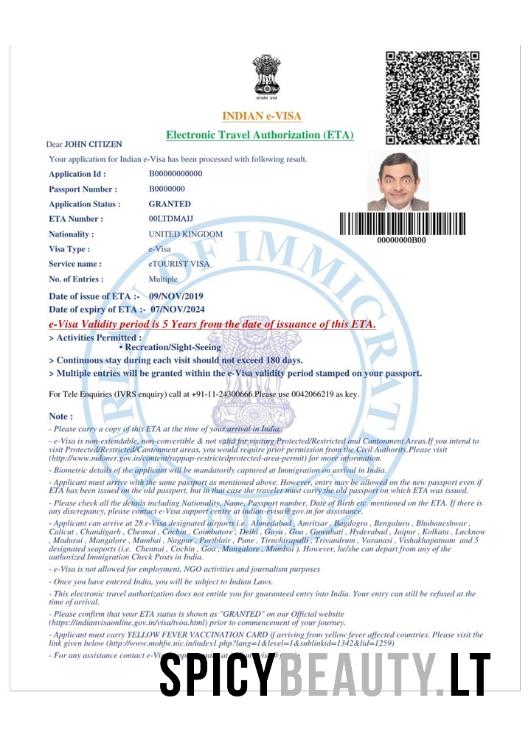 INDIAN e-VISA
Electronic Travel Authorization (ETA)
Dear JOHN CITIZEN
Your application for Indian e-Visa has been processed with following result.
Application Id : B00000000000
Passport Number : B0000000
Application Status : GRANTED
ETA Number : 00LTDMAIJ
Nationality : UNITED KINGDOM
Visa Type : e-Visa
Service name : eTOURIST VISA
No. of Entries : Multiple
00000000B00
Date of issue of ETA :- 09/NOV/2019
Date of expiry of ETA :- 07/NOV/2024
e-Visa Validity period is 5 Years from the date of issuance of this ETA.
> Activities Permitted :
• Recreation/Sight-Seeing
> Continuous stay during each visit should not exceed 180 days.
> Multiple entries will be granted within the e-Visa validity period stamped on your passport.
For Tele Enquiries (IVRS enquiry) call at +91-11-24300666.Please use 0042066219 as key.
Note :
- Please carry a copy of this ETA at the time of your arrival in India.
- e-Visa is non-extendable, non-convertible & not valid for visiting Protected/Restricted and Cantonment Areas.If you intend to
visit Protected/Restricted/Cantonment areas, you would require prior permission from the Civil Authority.Please visit
(http://www.mdoner.gov.in/content/rappap-restrictedprotected-area-permit) for more information.
- Biometric details of the applicant will be mandatorily captured at Immigration on arrival in India.
- Applicant must arrive with the same passport as mentioned above. However, entry may be allowed on the new passport even if
ETA has been issued on the old passport, but in that case the traveler must carry the old passport on which ETA was issued.
- Please check all the details including Nationality, Name, Passport number, Date of Birth etc. mentioned on the ETA. If there is
any discrepancy, please contact e-Visa support centre at indian-evisa@gov.in for assistance.
- Applicant can arrive at 28 e-Visa designated airports i.e. Ahmedabad , Amritsar , Bagdogra , Bengaluru , Bhubaneshwar ,
Calicut , Chandigarh , Chennai , Cochin , Coimbatore , Delhi , Gaya , Goa , Guwahati , Hyderabad , Jaipur , Kolkata , Lucknow
, Madurai , Mangalore , Mumbai , Nagpur , Portblair , Pune , Tiruchirapalli , Trivandrum , Varanasi , Vishakhapatnam and 5
designated seaports (i.e. Chennai , Cochin , Goa , Mangalore , Mumbai ). However, he/she can depart from any of the
authorized Immigration Check Posts in India.
- e-Visa is not allowed for employment, NGO activities and journalism purposes
- Once you have entered India, you will be subject to Indian Laws.
- This electronic travel authorization does not entitle you for guaranteed entry into India. Your entry can still be refused at the
time of arrival.
- Please confirm that your ETA status is shown as "GRANTED" on our Official website
(https://indianvisaonline.gov.in/visa/tvoa.html) prior to commencement of your journey.
- Applicant must carry YELLOW FEVER VACCINATION CARD if arriving from yellow fever affected countries. Please visit the
link given below (http://www.mohfw.nic.in/index1.php?lang=1&level=1&sublinkid=1342&lid=1259)
- For any assistance contact e-Visa
SPICYBEAUTY.LT